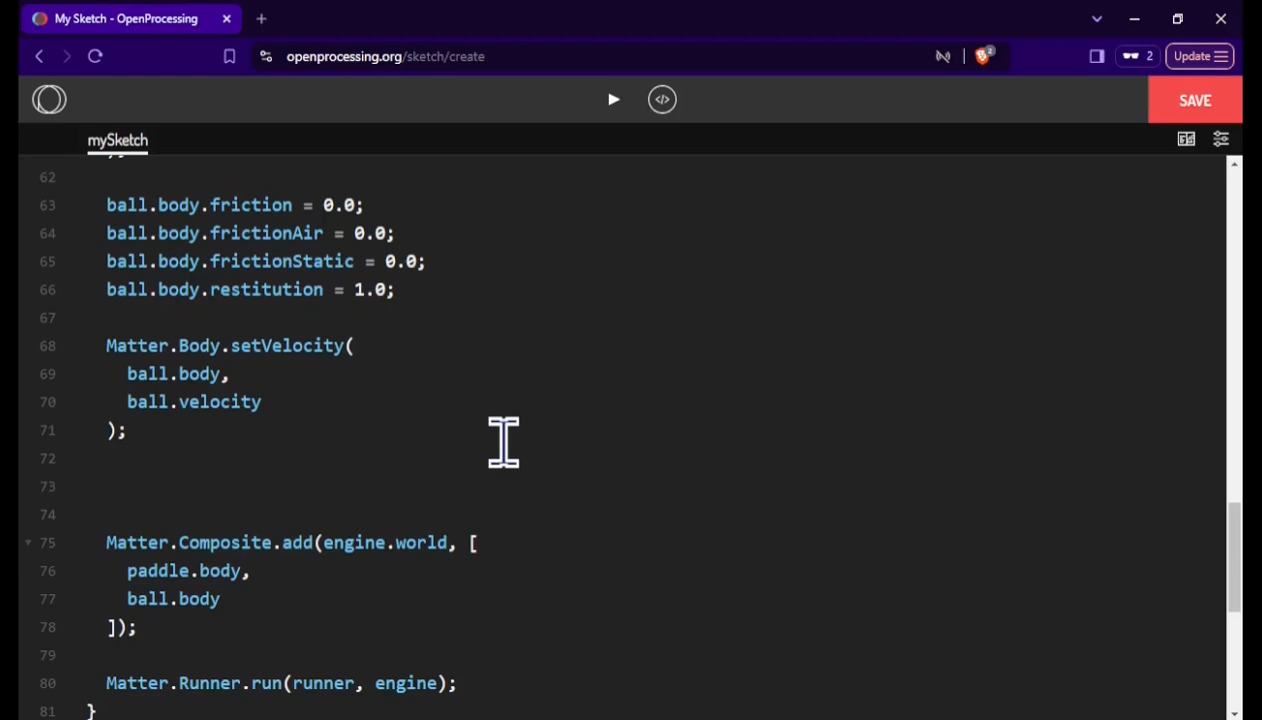 My Sketch - OpenProcessing
openprocessing.org/sketch/create
2
2
Update
</>
SAVE
mySketch
62
63 ball.body.friction = 0.0;
64 ball.body.frictionAir = 0.0;
65 ball.body.frictionStatic = 0.0;
66 ball.body.restitution = 1.0;
67
68 Matter.Body.setVelocity(
69 ball.body,
70 ball.velocity
71 );
72
73
74
75 Matter.Composite.add(engine.world, [
76 paddle.body,
77 ball.body
78 ]);
79
80 Matter.Runner.run(runner, engine);
81 }